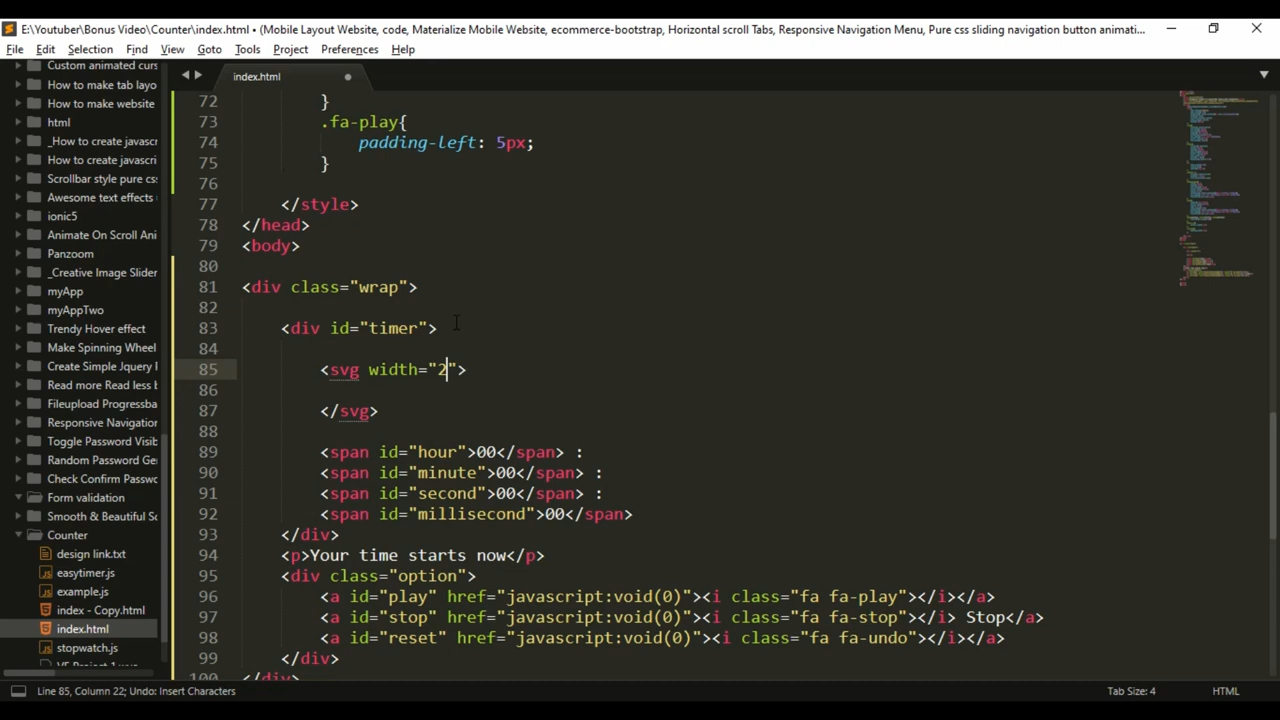 E:\Youtuber\Bonus Video\Counter\index.html • (Mobile Layout Website, code, Materialize Mobile Website, ecommerce-bootstrap, Horizontal scroll Tabs, Responsive Navigation Menu, Pure css sliding navigation button animati...
File Edit Selection Find View Goto Tools Project Preferences Help
index.html
Custom animated curs
How to make tab layo
How to make website
html
_How to create javasc
How to create javascri
Scrollbar style pure cs
Awesome text effects
ionic5
Animate On Scroll Ani
Panzoom
_Creative Image Slider
myApp
myAppTwo
Trendy Hover effect
Make Spinning Wheel
Create Simple Jquery
Read more Read less b
Fileupload Progressba
Responsive Navigation
Toggle Password Visib
Random Password Ge
Check Confirm Passw
Form validation
Smooth & Beautiful Sc
Counter
design link.txt
easytimer.js
example.js
index - Copy.html
index.html
stopwatch.js
72 }
73 .fa-play{
74 padding-left: 5px;
75 }
76
77 </style>
78 </head>
79 <body>
80
81 <div class="wrap">
82
83 <div id="timer">
84
85 <svg width="2">
86
87 </svg>
88
89 <span id="hour">00</span> :
90 <span id="minute">00</span> :
91 <span id="second">00</span> :
92 <span id="millisecond">00</span>
93 </div>
94 <p>Your time starts now</p>
95 <div class="option">
96 <a id="play" href="javascript:void(0)"><i class="fa fa-play"></i></a>
97 <a id="stop" href="javascript:void(0)"><i class="fa fa-stop"></i> Stop</a>
98 <a id="reset" href="javascript:void(0)"><i class="fa fa-undo"></i></a>
99 </div>
100 </div>
Line 85, Column 22; Undo: Insert Characters
Tab Size: 4 HTML